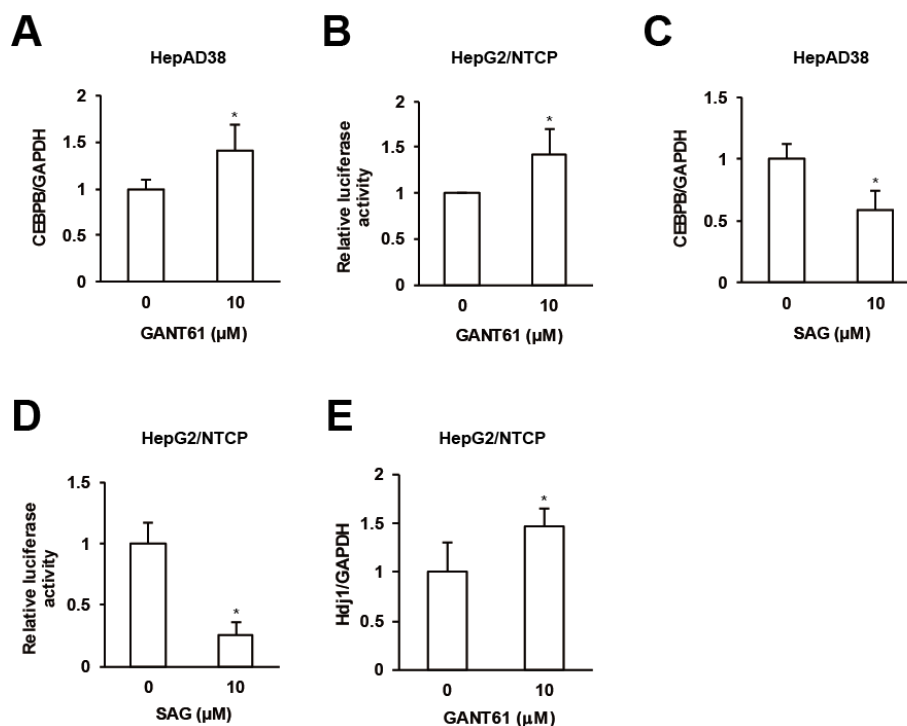 A
HepAD38
CEBPB/GAPDH
2
1.5
1
0.5
0
*
0
10
GANT61 (µM)
B
HepG2/NTCP
Relative luciferase
activity
2
1.5
1
0.5
0
*
0
10
GANT61 (µM)
C
HepAD38
CEBPB/GAPDH
1.5
1
0.5
0
*
0
10
SAG (µM)
D
HepG2/NTCP
Relative luciferase
activity
1.5
1
0.5
0
*
0
10
SAG (µM)
E
HepG2/NTCP
Hdj1/GAPDH
2
1.5
1
0.5
0
*
0
10
GANT61 (µM)